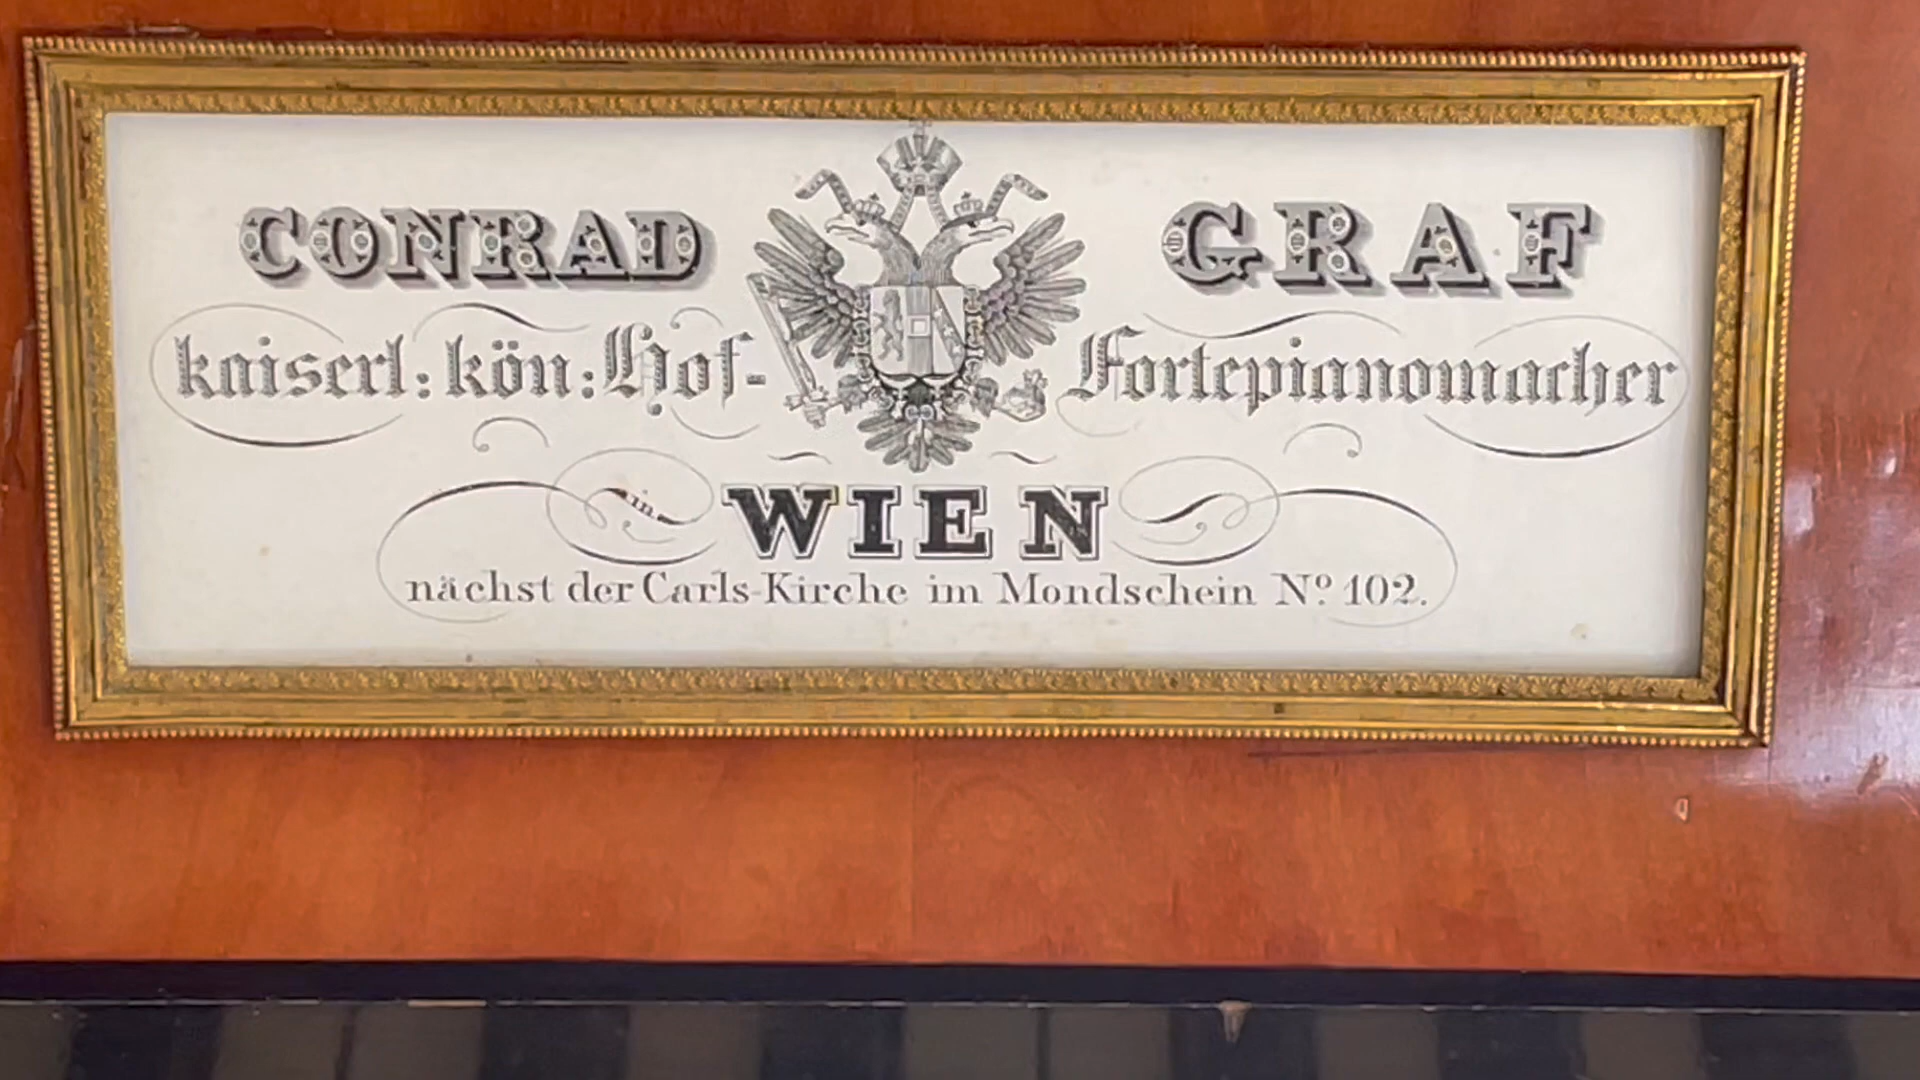 CONRAD GRAF
kaiserl: kön: Hof- Fortepianomacher
in WIEN
nächst der Carls-Kirche im Mondschein Nº 102.